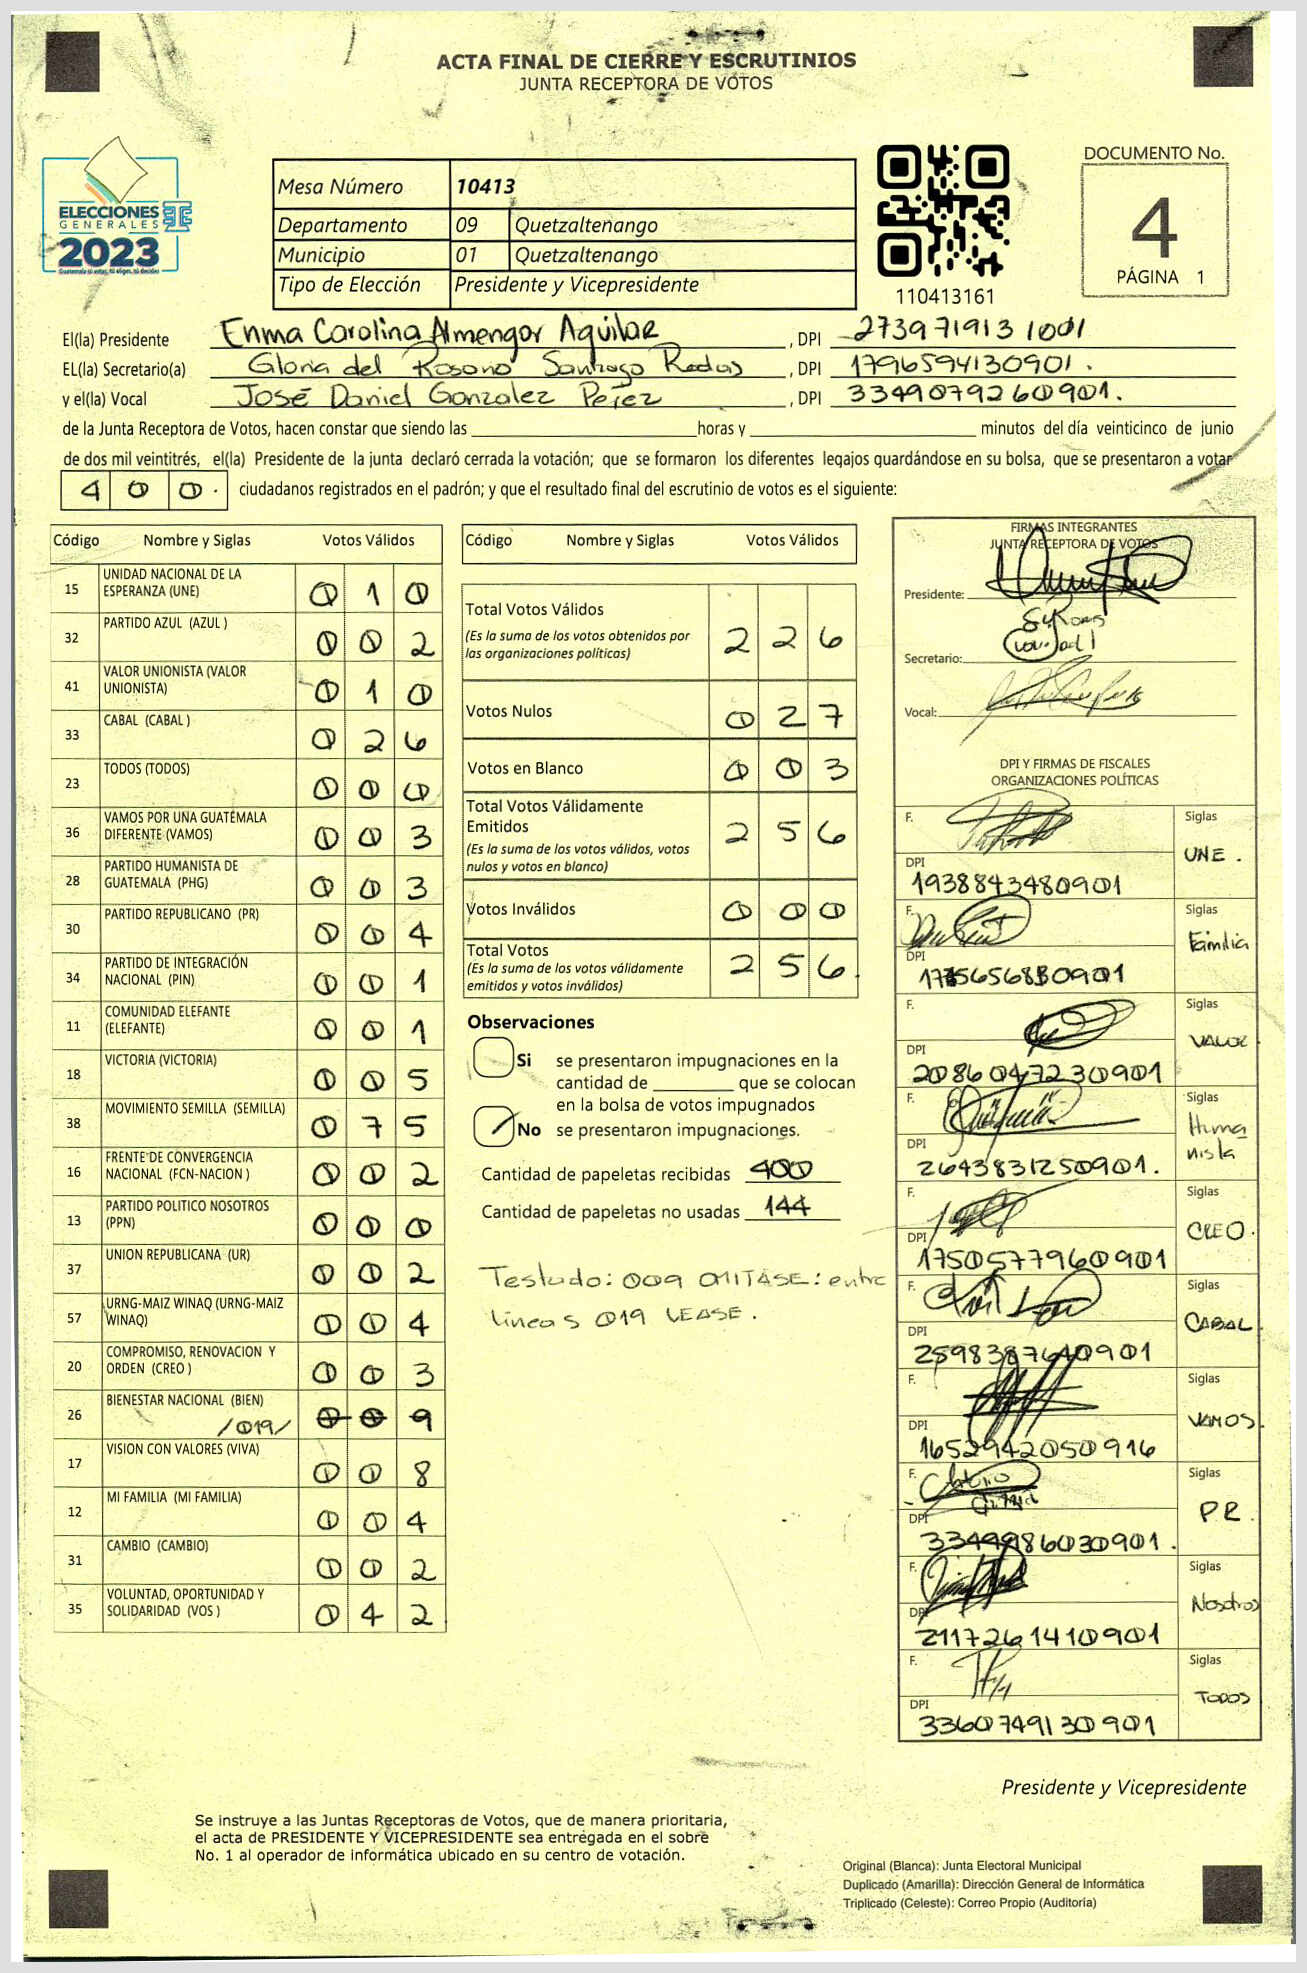 ACTA FINAL DE CIERRE Y ESCRUTINIOS
JUNTA RECEPTORA DE VOTOS
ELECCIONES
GENERALES
2023
Mesa Número 10413
Departamento 09 Quetzaltenango
Municipio 01 Quetzaltenango
Tipo de Elección Presidente y Vicepresidente
110413161
DOCUMENTO No.
4
PÁGINA 1
El(la) Presidente Enma Carolina Almengor Aguilar , DPI 2739719131001
EL(la) Secretario(a) Gloria del Rosario Santiago Rodas , DPI 1796594130901.
y el(la) Vocal José Daniel Gonzalez Pérez , DPI 3349079260901.
de la Junta Receptora de Votos, hacen constar que siendo las horas y minutos del día veinticinco de junio
de dos mil veintitrés, el(la) Presidente de la junta declaró cerrada la votación; que se formaron los diferentes legajos guardándose en su bolsa, que se presentaron a votar
4 0 0 . ciudadanos registrados en el padrón; y que el resultado final del escrutinio de votos es el siguiente:
Código Nombre y Siglas Votos Válidos
15 UNIDAD NACIONAL DE LA ESPERANZA (UNE) 0 1 0
32 PARTIDO AZUL (AZUL ) 0 0 2
41 VALOR UNIONISTA (VALOR UNIONISTA) 0 1 0
33 CABAL (CABAL ) 0 2 6
23 TODOS (TODOS) 0 0 0
36 VAMOS POR UNA GUATEMALA DIFERENTE (VAMOS) 0 0 3
28 PARTIDO HUMANISTA DE GUATEMALA (PHG) 0 0 3
30 PARTIDO REPUBLICANO (PR) 0 0 4
34 PARTIDO DE INTEGRACIÓN NACIONAL (PIN) 0 0 1
11 COMUNIDAD ELEFANTE (ELEFANTE) 0 0 1
18 VICTORIA (VICTORIA) 0 0 5
38 MOVIMIENTO SEMILLA (SEMILLA) 0 7 5
16 FRENTE DE CONVERGENCIA NACIONAL (FCN-NACION ) 0 0 2
13 PARTIDO POLITICO NOSOTROS (PPN) 0 0 0
37 UNION REPUBLICANA (UR) 0 0 2
57 URNG-MAIZ WINAQ (URNG-MAIZ WINAQ) 0 0 4
20 COMPROMISO, RENOVACION Y ORDEN (CREO ) 0 0 3
26 BIENESTAR NACIONAL (BIEN) /019/ 0 0 9
17 VISION CON VALORES (VIVA) 0 0 8
12 MI FAMILIA (MI FAMILIA) 0 0 4
31 CAMBIO (CAMBIO) 0 0 2
35 VOLUNTAD, OPORTUNIDAD Y SOLIDARIDAD (VOS ) 0 4 2
Código Nombre y Siglas Votos Válidos
Total Votos Válidos 2 2 6
(Es la suma de los votos obtenidos por
las organizaciones políticas)
Votos Nulos 0 2 7
Votos en Blanco 0 0 3
Total Votos Válidamente
Emitidos 2 5 6
(Es la suma de los votos válidos, votos
nulos y votos en blanco)
Votos Inválidos 0 0 0
Total Votos 2 5 6.
(Es la suma de los votos válidamente
emitidos y votos inválidos)
Observaciones
Si se presentaron impugnaciones en la
cantidad de que se colocan
en la bolsa de votos impugnados
No se presentaron impugnaciones.
Cantidad de papeletas recibidas 400
Cantidad de papeletas no usadas 144
Testado: 009 OMITASE: entre
lineas 019 LEASE.
FIRMAS INTEGRANTES
JUNTA RECEPTORA DE VOTOS
Presidente:
Secretario:
Vocal:
DPI Y FIRMAS DE FISCALES
ORGANIZACIONES POLÍTICAS
F. Siglas
UNE .
DPI
1938843480901
F. Siglas
Familia
DPI
F. Siglas
VALOR
DPI
2086047230901
F. Siglas
Humanista
DPI
2643831250901.
F. Siglas
CREO.
DPI
1750577960901
F. Siglas
CABAL
DPI
2598387640901
F. Siglas
VAMOS.
DPI
1652942050916
F. Siglas
PR.
DPI
3349986030901.
F. Siglas
Nosotros
DPI
2117261410901
F. Siglas
TODOS
DPI
3360749130901
Presidente y Vicepresidente
Se instruye a las Juntas Receptoras de Votos, que de manera prioritaria,
el acta de PRESIDENTE Y VICEPRESIDENTE sea entregada en el sobre
No. 1 al operador de informática ubicado en su centro de votación.
Original (Blanca): Junta Electoral Municipal
Duplicado (Amarilla): Dirección General de Informática
Triplicado (Celeste): Correo Propio (Auditoría)